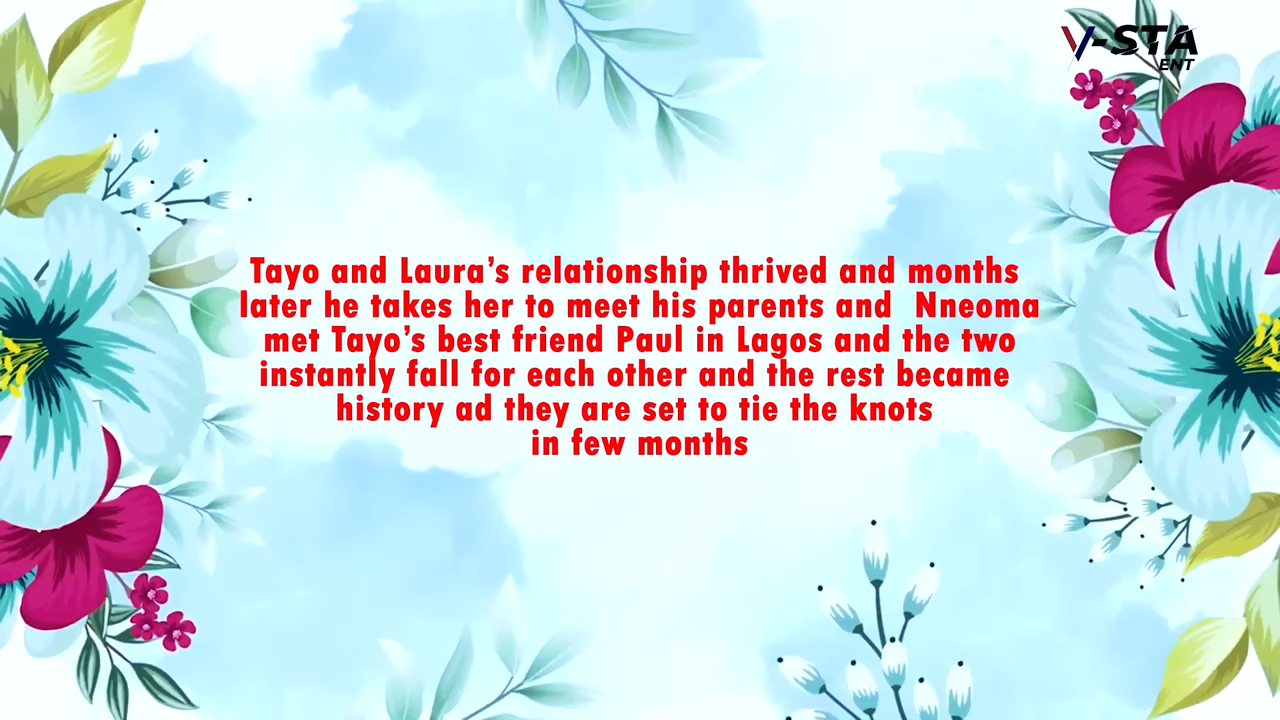 V-STA
ENT
Tayo and Laura’s relationship thrived and months
later he takes her to meet his parents and  Nneoma
met Tayo’s best friend Paul in Lagos and the two
instantly fall for each other and the rest became
history ad they are set to tie the knots
in few months